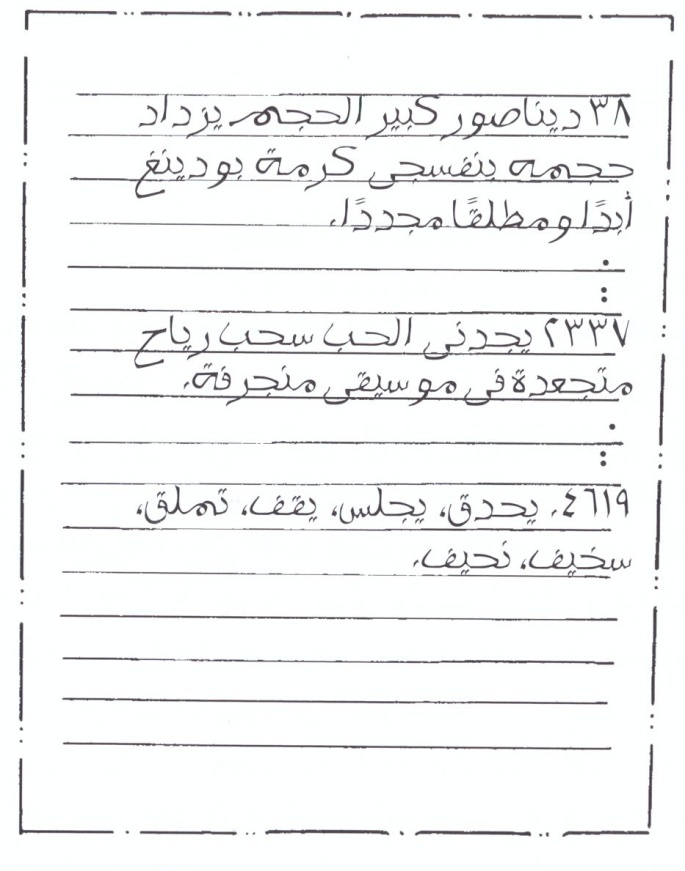 ٣٨ ديناصور كبير الحجم يزداد
حجمه بنفسجي كرمة بودينغ
أبدًا ومطلقًا مجددًا.
:
٢٣٣٧ يجدني الحب سحب رياح
متجعدة في موسيقى منجرفة.
:
٤٦١٩. يحدق، يجلس، يقف، تملق،
سخيف، نحيف.